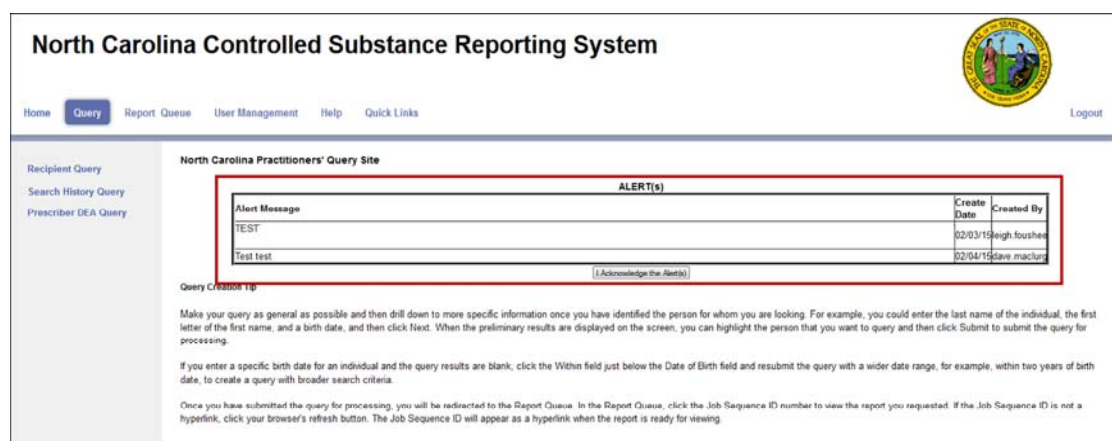 North Carolina Controlled Substance Reporting System
Home Query Report Queue User Management Help Quick Links Logout
Recipient Query
Search History Query
Prescriber DEA Query
North Carolina Practitioners' Query Site
ALERT(s)
Alert Message Create Date Created By
TEST 02/03/15 leigh.foushee
Test test 02/04/15 dave.maclurg
I Acknowledge the Alert(s)
Query Creation Tip
Make your query as general as possible and then drill down to more specific information once you have identified the person for whom you are looking. For example, you could enter the last name of the individual, the first
letter of the first name, and a birth date, and then click Next. When the preliminary results are displayed on the screen, you can highlight the person that you want to query and then click Submit to submit the query for
processing.
If you enter a specific birth date for an individual and the query results are blank, click the Within field just below the Date of Birth field and resubmit the query with a wider date range, for example, within two years of birth
date, to create a query with broader search criteria.
Once you have submitted the query for processing, you will be redirected to the Report Queue. In the Report Queue, click the Job Sequence ID number to view the report you requested. If the Job Sequence ID is not a
hyperlink, click your browser's refresh button. The Job Sequence ID will appear as a hyperlink when the report is ready for viewing.